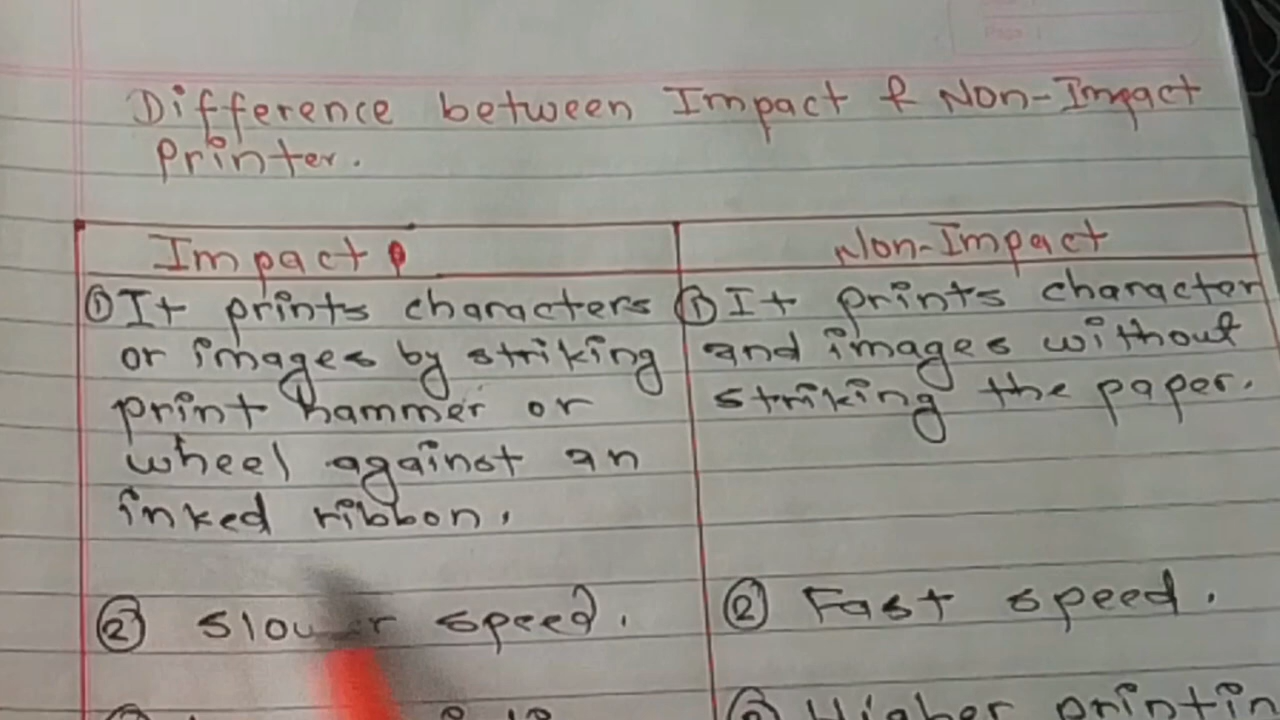 Difference between Impact & Non-Impact
Printer.
Impact
Non-Impact
① It prints characters
or images by striking
print hammer or
wheel against an
inked ribbon.
① It prints character
and images without
striking the paper.
② Slower speed.
② Fast speed.
Higher printin